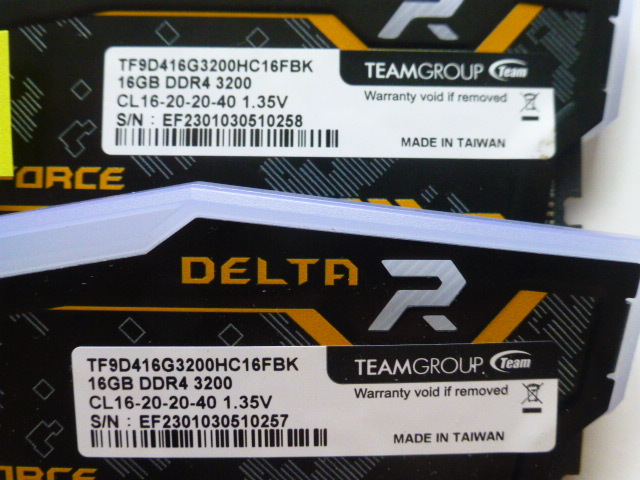 TF9D416G3200HC16FBK
16GB DDR4 3200
CL16-20-20-40 1.35V
S/N : EF2301030510258
TEAMGROUP Team
Warranty void if removed
MADE IN TAIWAN
FORCE
DELTA R
TF9D416G3200HC16FBK
16GB DDR4 3200
CL16-20-20-40 1.35V
S/N : EF2301030510257
TEAMGROUP Team
Warranty void if removed
MADE IN TAIWAN
FORCE